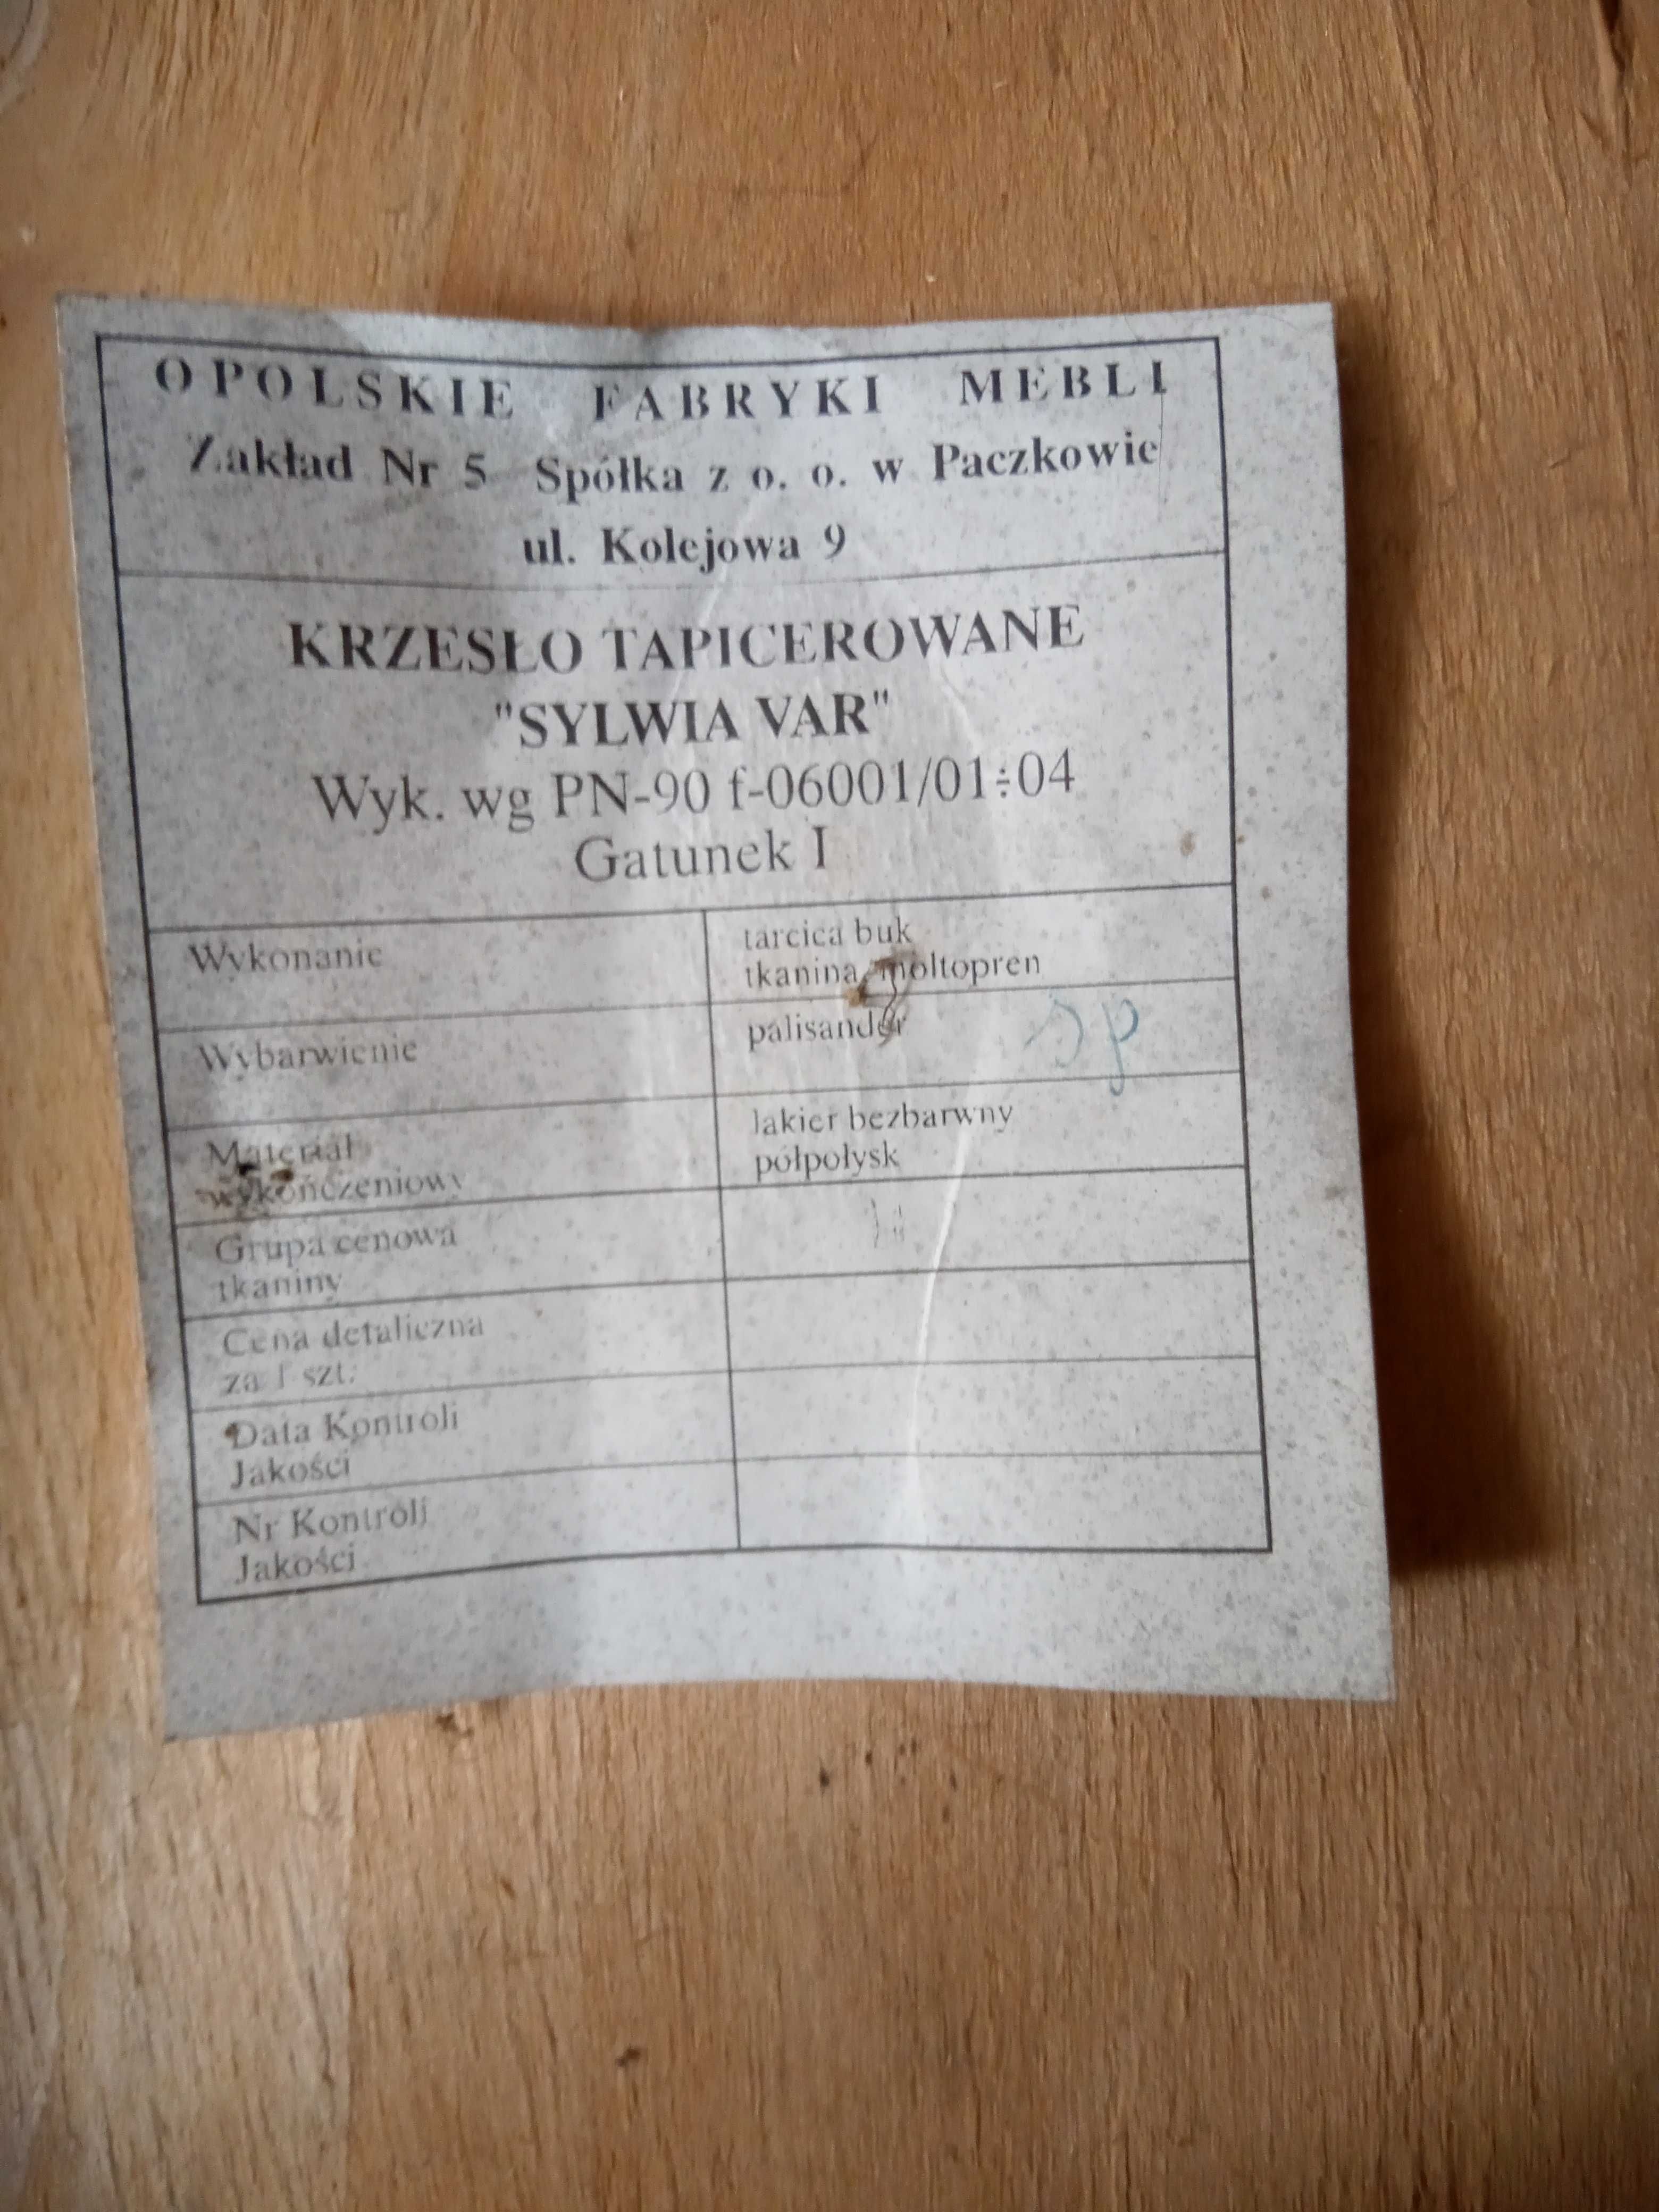 OPOLSKIE FABRYKI MEBLI
Zakład Nr 5 Spółka z o. o. w Paczkowie
ul. Kolejowa 9
KRZESŁO TAPICEROWANE
"SYLWIA VAR"
Wyk. wg PN-90 f-06001/01÷04
Gatunek I
Wykonanie
tarcica buk
tkanina, moltopren
Wybarwienie
palisander
Materiał
wykończeniowy
lakier bezbarwny
półpołysk
Grupa cenowa
tkaniny
Cena detaliczna
za 1 szt.
Data Kontroli
Jakości
Nr Kontroli
Jakości